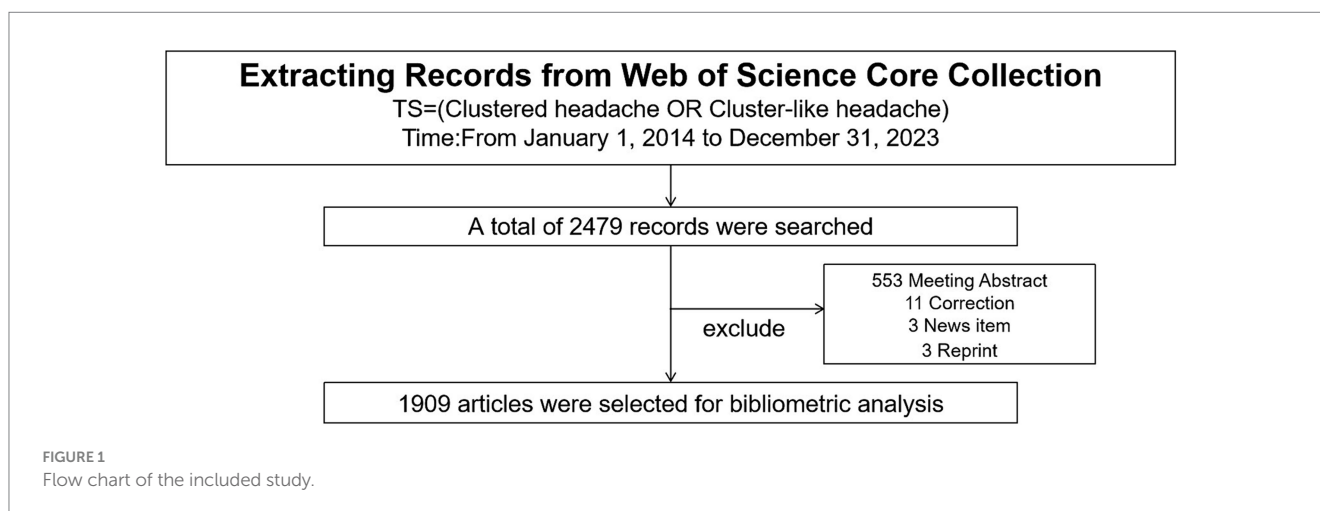 Extracting Records from Web of Science Core Collection
TS=(Clustered headache OR Cluster-like headache)
Time:From January 1, 2014 to December 31, 2023
A total of 2479 records were searched
553 Meeting Abstract
11 Correction
3 News item
3 Reprint
exclude
1909 articles were selected for bibliometric analysis
FIGURE 1
Flow chart of the included study.